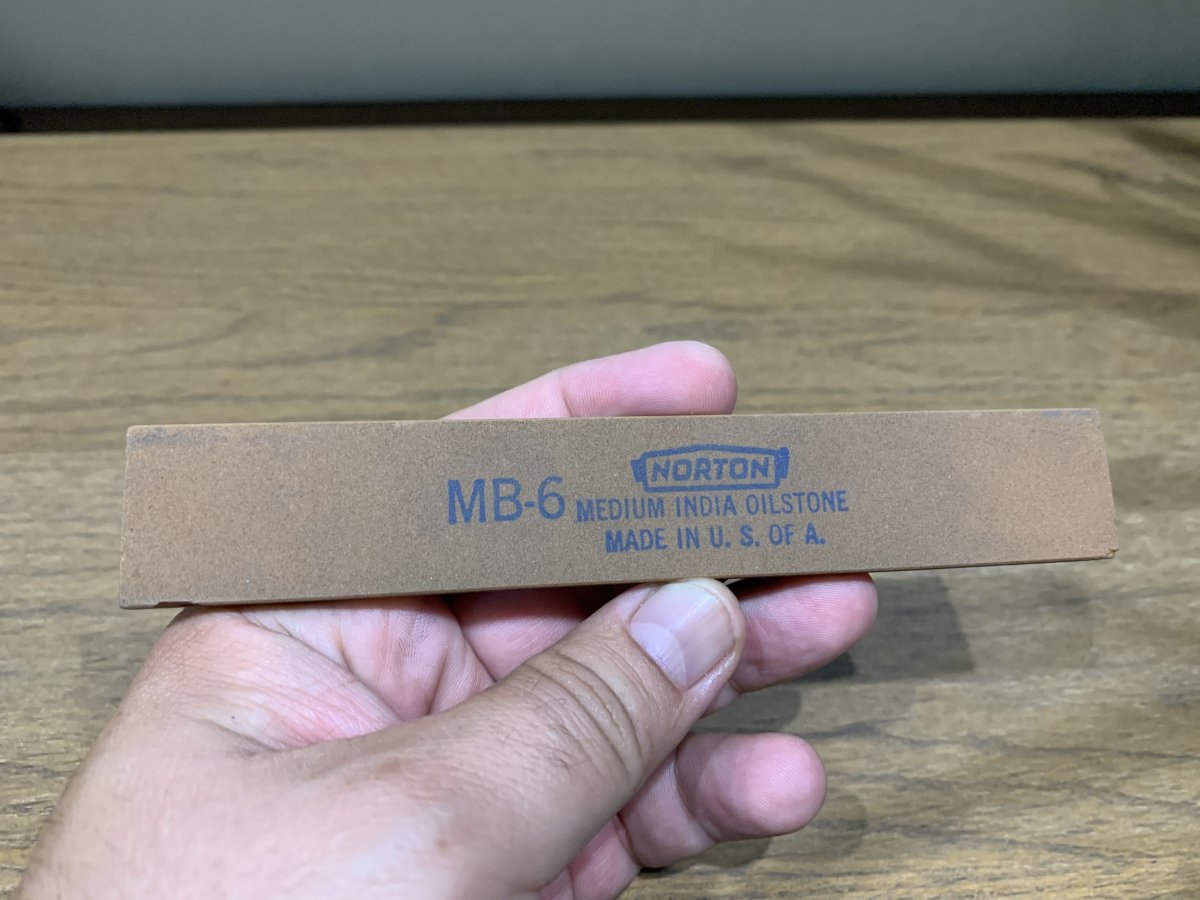 NORTON
MB-6 MEDIUM INDIA OILSTONE
MADE IN U. S. OF A.